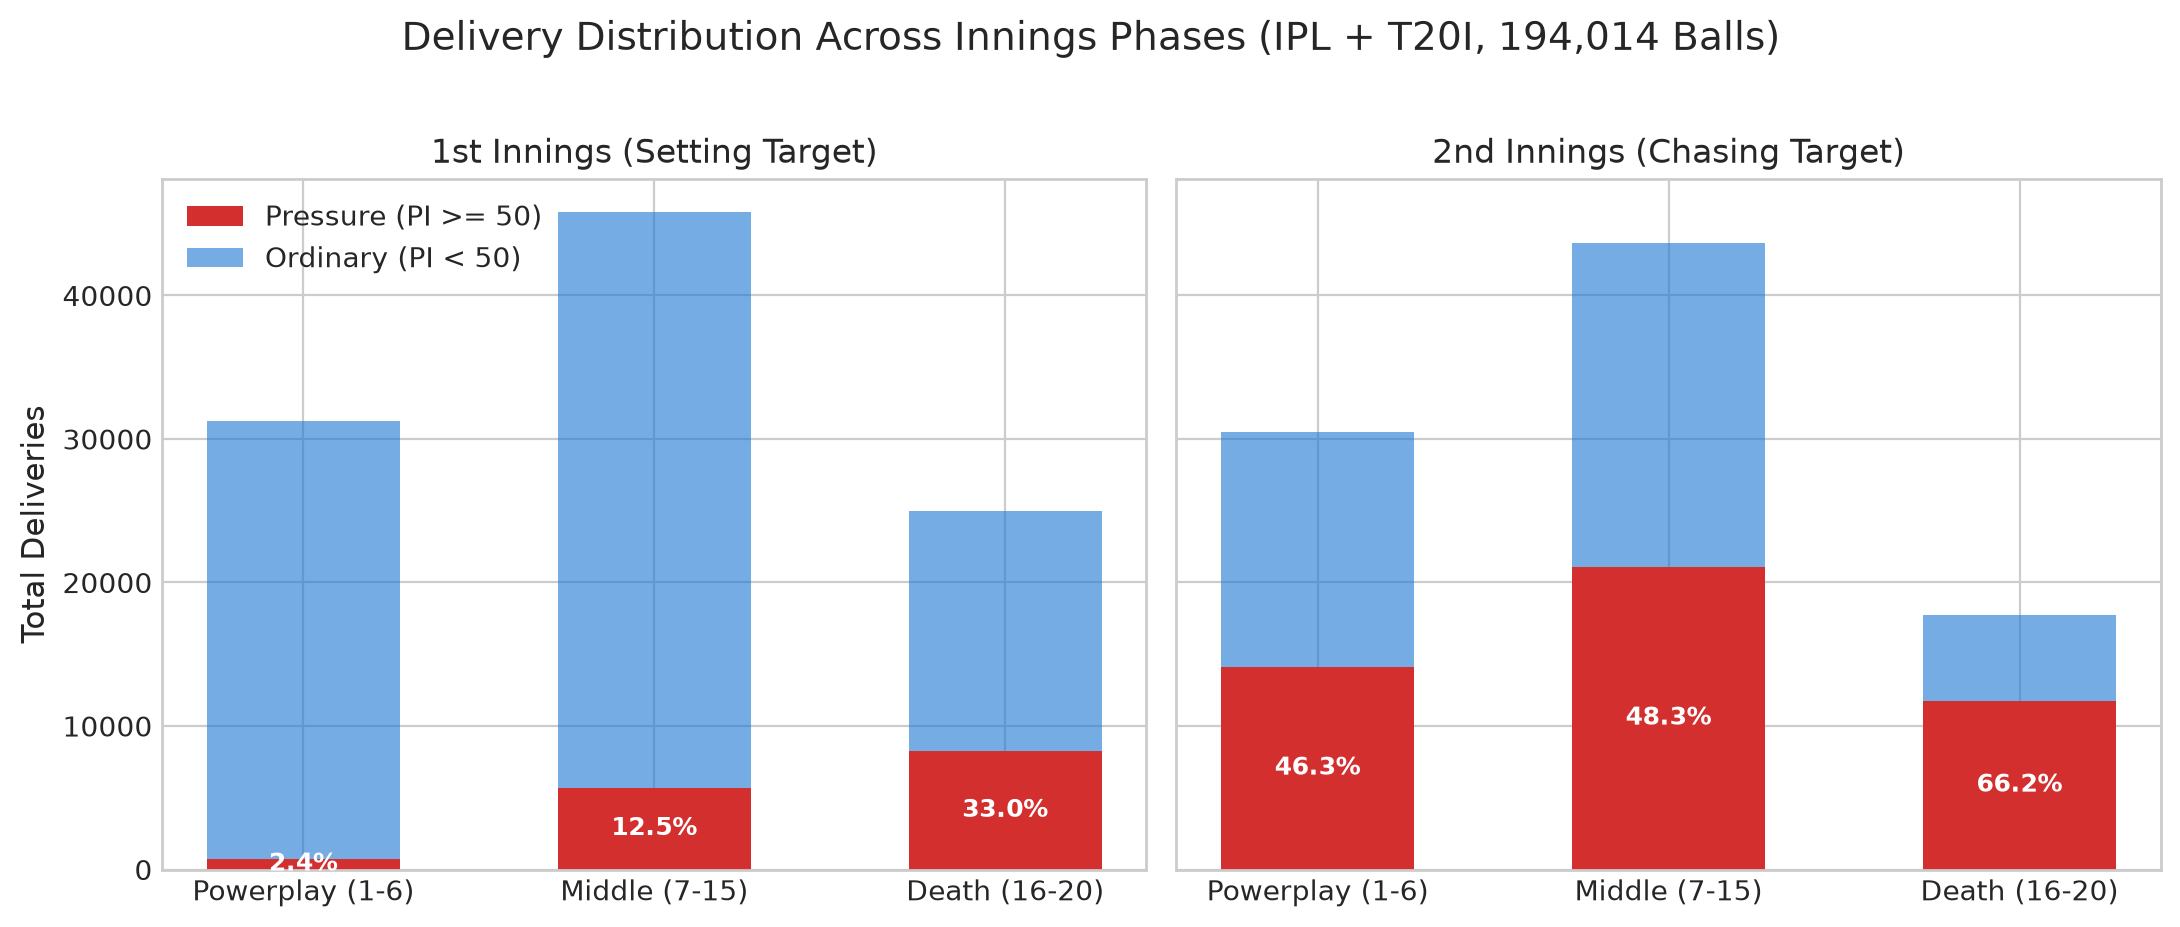 Delivery Distribution Across Innings Phases (IPL + T20I, 194,014 Balls)
1st Innings (Setting Target)
Pressure (PI >= 50)
Ordinary (PI < 50)
Total Deliveries
40000
30000
20000
10000
0
2.4%
12.5%
33.0%
Powerplay (1-6)
Middle (7-15)
Death (16-20)
2nd Innings (Chasing Target)
46.3%
48.3%
66.2%
Powerplay (1-6)
Middle (7-15)
Death (16-20)